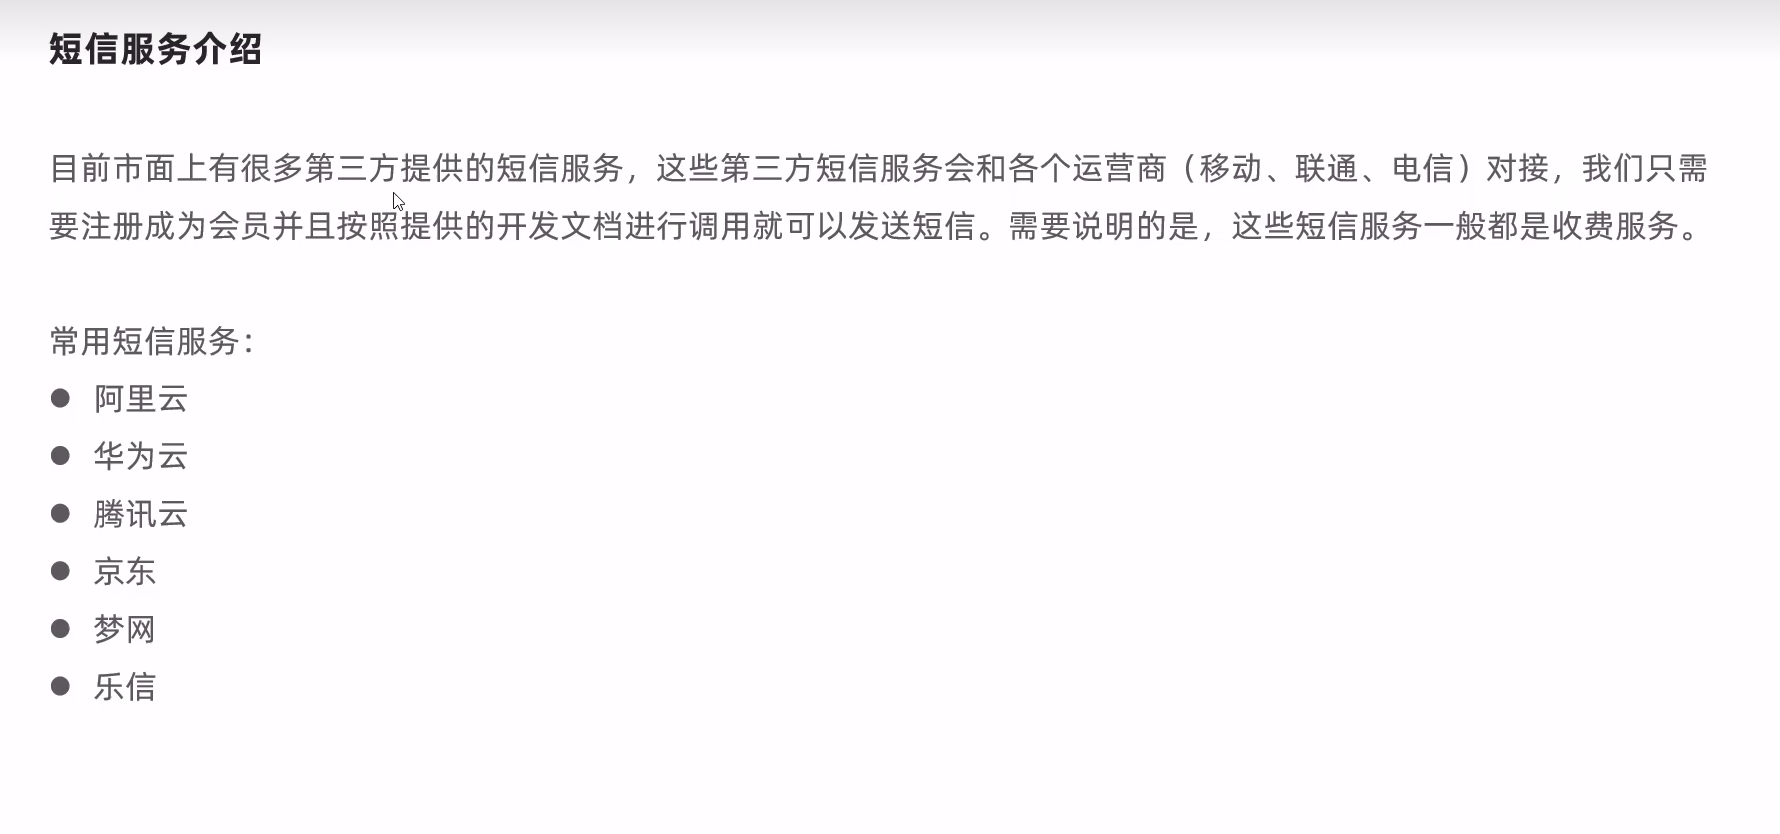 短信服务介绍
目前市面上有很多第三方提供的短信服务，这些第三方短信服务会和各个运营商（移动、联通、电信）对接，我们只需
要注册成为会员并且按照提供的开发文档进行调用就可以发送短信。需要说明的是，这些短信服务一般都是收费服务。
常用短信服务：
● 阿里云
● 华为云
● 腾讯云
● 京东
● 梦网
● 乐信